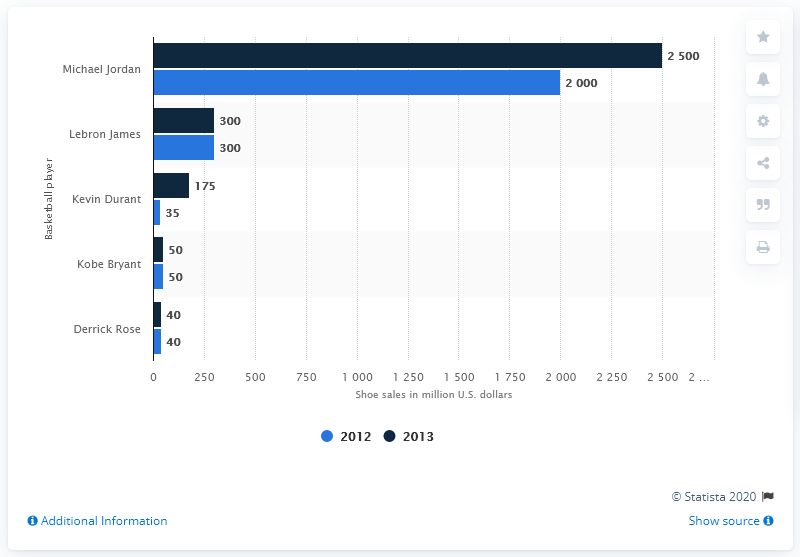 Michael Jordan
2 500
2 000
Lebron James
300
300
Kevin Durant
175
35
Kobe Bryant
50
50
Derrick Rose
40
40
Basketball player
0 250 500 750 1 000 1 250 1 500 1 750 2 000 2 250 2 500 2 ...
Shoe sales in million U.S. dollars
2012 2013
© Statista 2020
Additional Information
Show source